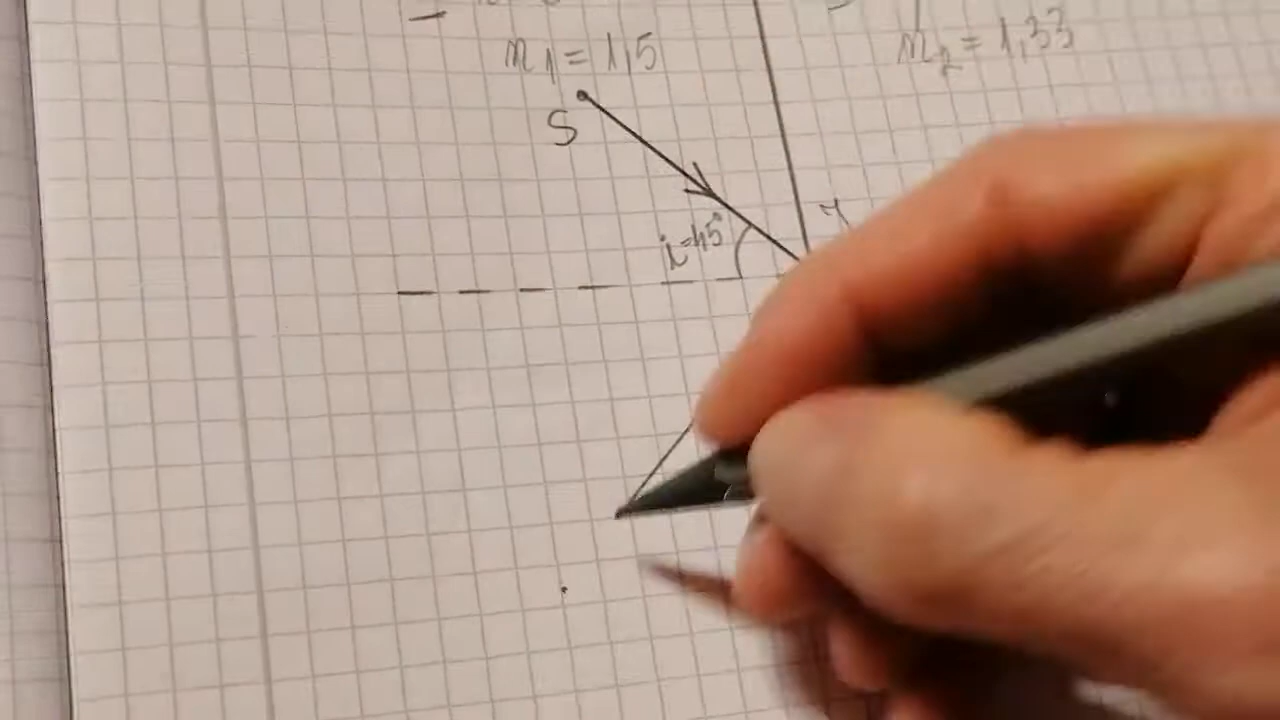 n₁ = 1,5
n₂ = 1,33
S
i=45°